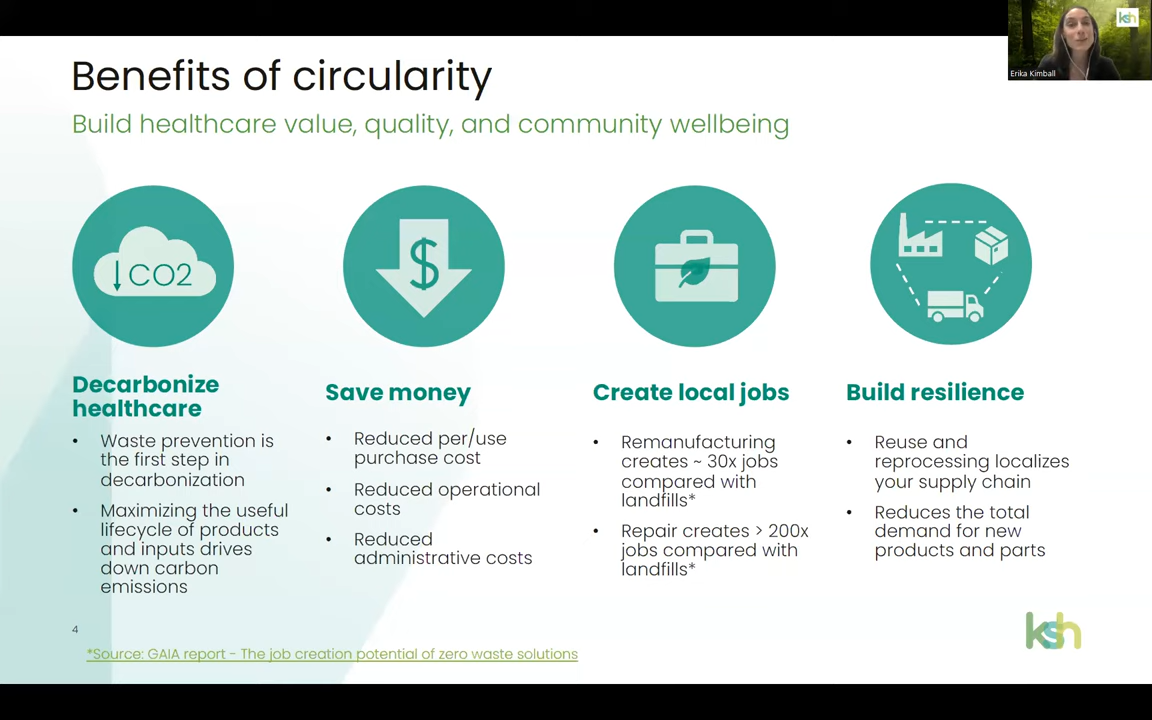 ksh
Erika Kimball
Benefits of circularity
Build healthcare value, quality, and community wellbeing
↓CO2
$
Decarbonize
healthcare
• Waste prevention is
the first step in
decarbonization
• Maximizing the useful
lifecycle of products
and inputs drives
down carbon
emissions
Save money
• Reduced per/use
purchase cost
• Reduced operational
costs
• Reduced
administrative costs
Create local jobs
• Remanufacturing
creates ~ 30x jobs
compared with
landfills*
• Repair creates > 200x
jobs compared with
landfills*
Build resilience
• Reuse and
reprocessing localizes
your supply chain
• Reduces the total
demand for new
products and parts
4
*Source: GAIA report - The job creation potential of zero waste solutions
ksh